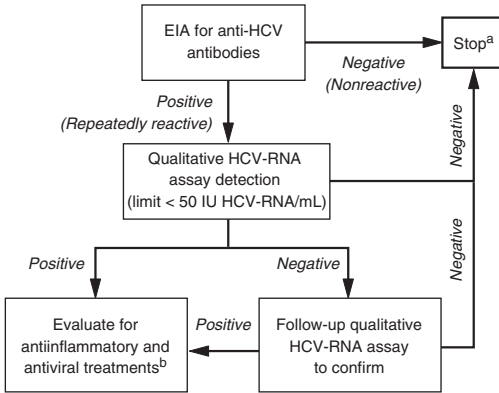 EIA for anti-HCV
antibodies
Stopᵃ
Negative
(Nonreactive)
Positive
(Repeatedly reactive)
Negative
Qualitative HCV-RNA
assay detection
(limit < 50 IU HCV-RNA/mL)
Negative
Positive
Negative
Evaluate for
antiinflammatory and
antiviral treatmentsᵇ
Positive
Follow-up qualitative
HCV-RNA assay
to confirm